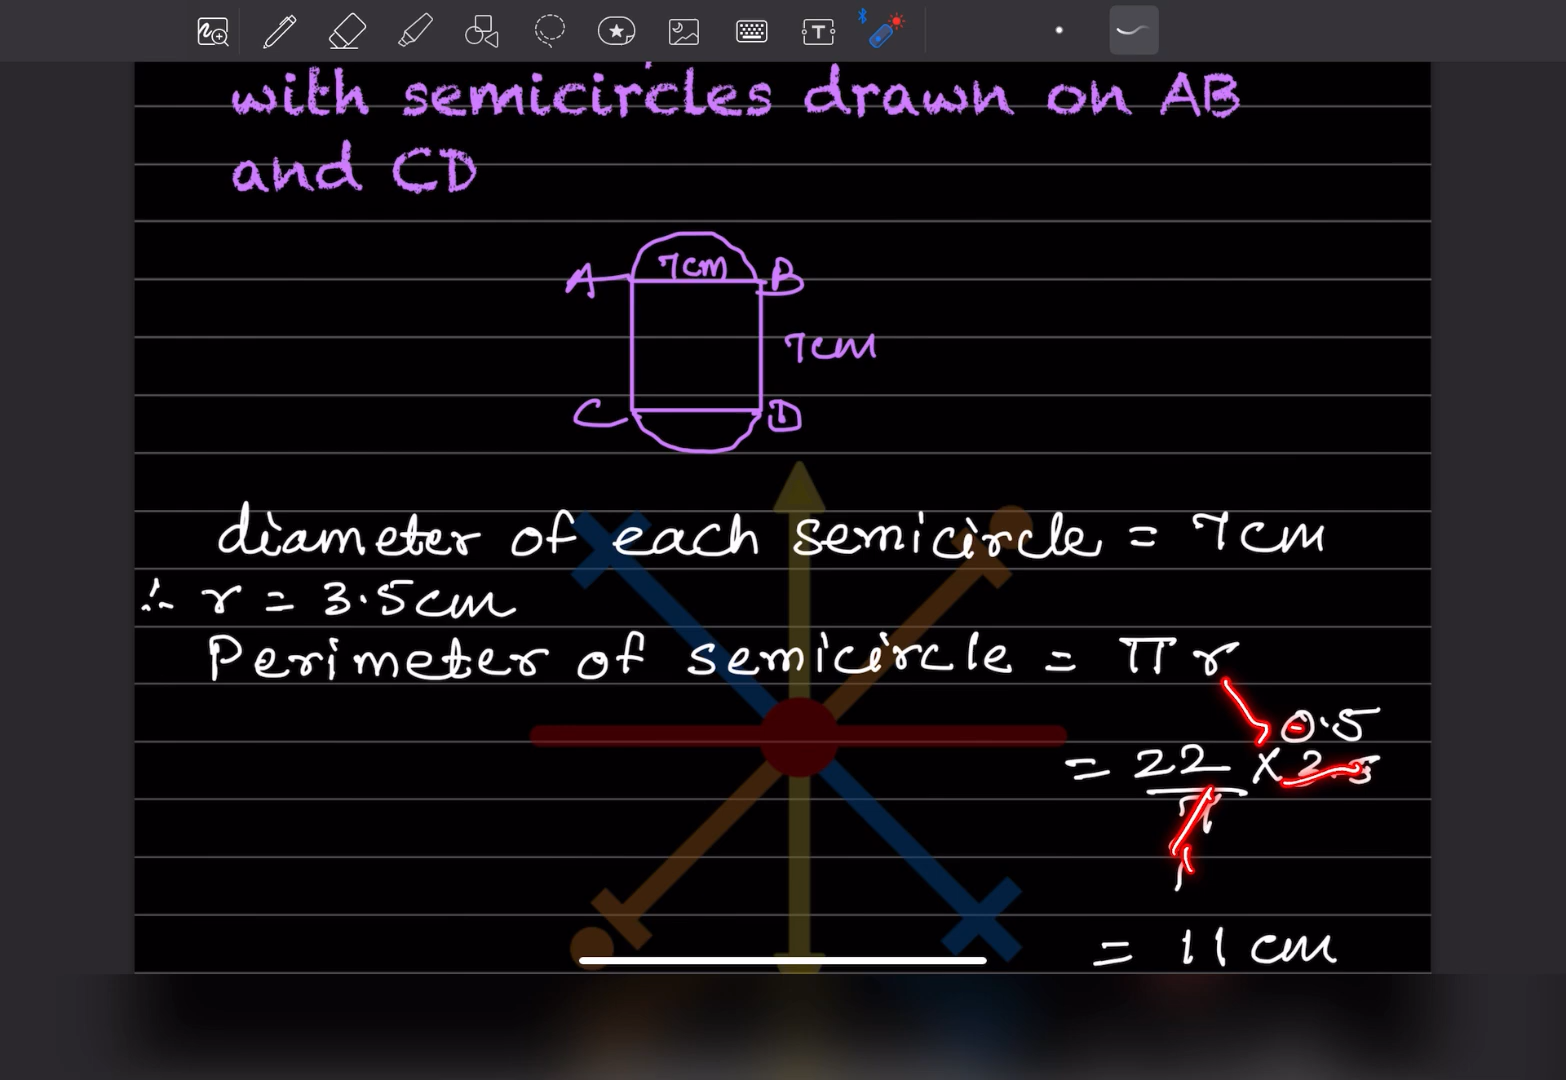 with semicircles drawn on AB
and CD
7cm
A B
7cm
C D
diameter of each semicircle = 7cm
∴ r = 3.5cm
Perimeter of semicircle = π r
0.5
= 22 × 3.5
7
1
= 11 cm